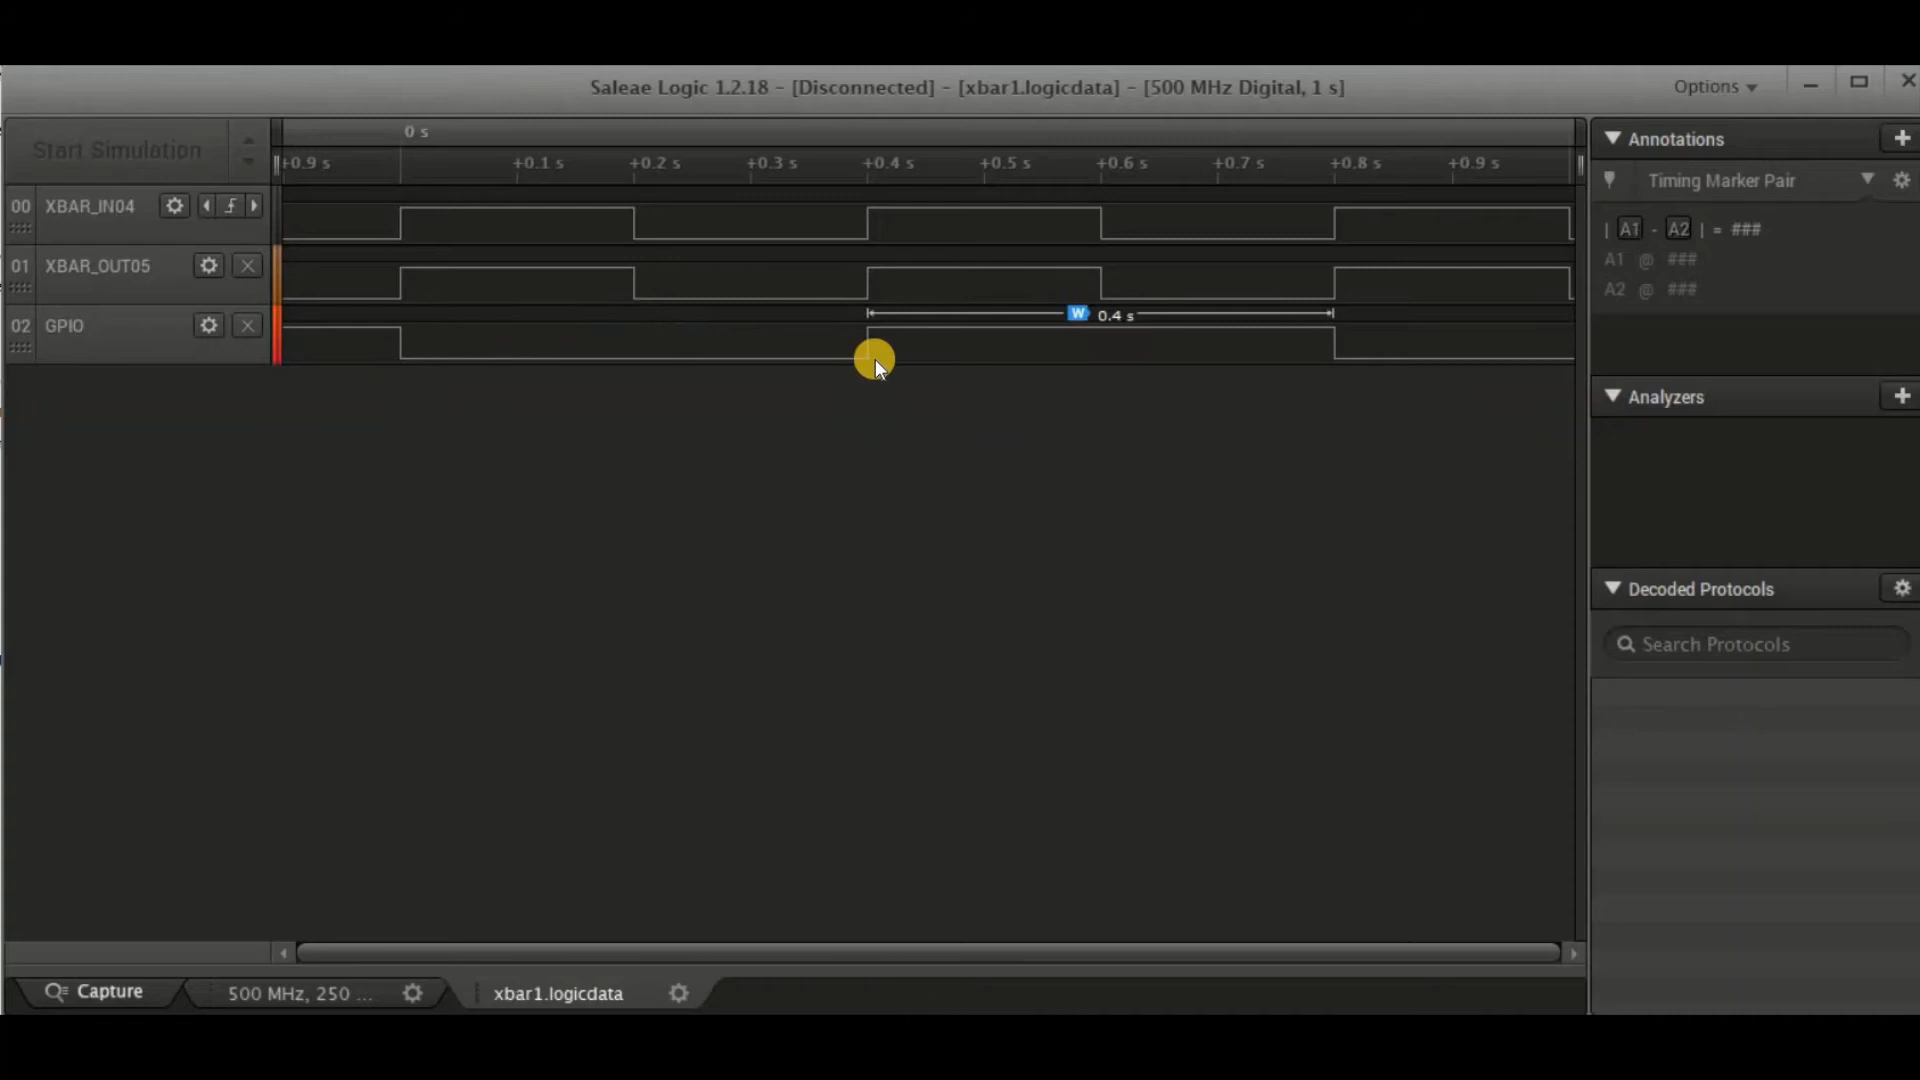 Saleae Logic 1.2.18 - [Disconnected] - [xbar1.logicdata] - [500 MHz Digital, 1 s]
Options
Start Simulation
0 s
+0.9 s +0.1 s +0.2 s +0.3 s +0.4 s +0.5 s +0.6 s +0.7 s +0.8 s +0.9 s
00 XBAR_IN04
01 XBAR_OUT05
02 GPIO
W 0.4 s
Annotations
Timing Marker Pair
| A1 - A2 | = ###
A1 @ ###
A2 @ ###
Analyzers
Decoded Protocols
Search Protocols
Capture
500 MHz, 250 ...
xbar1.logicdata